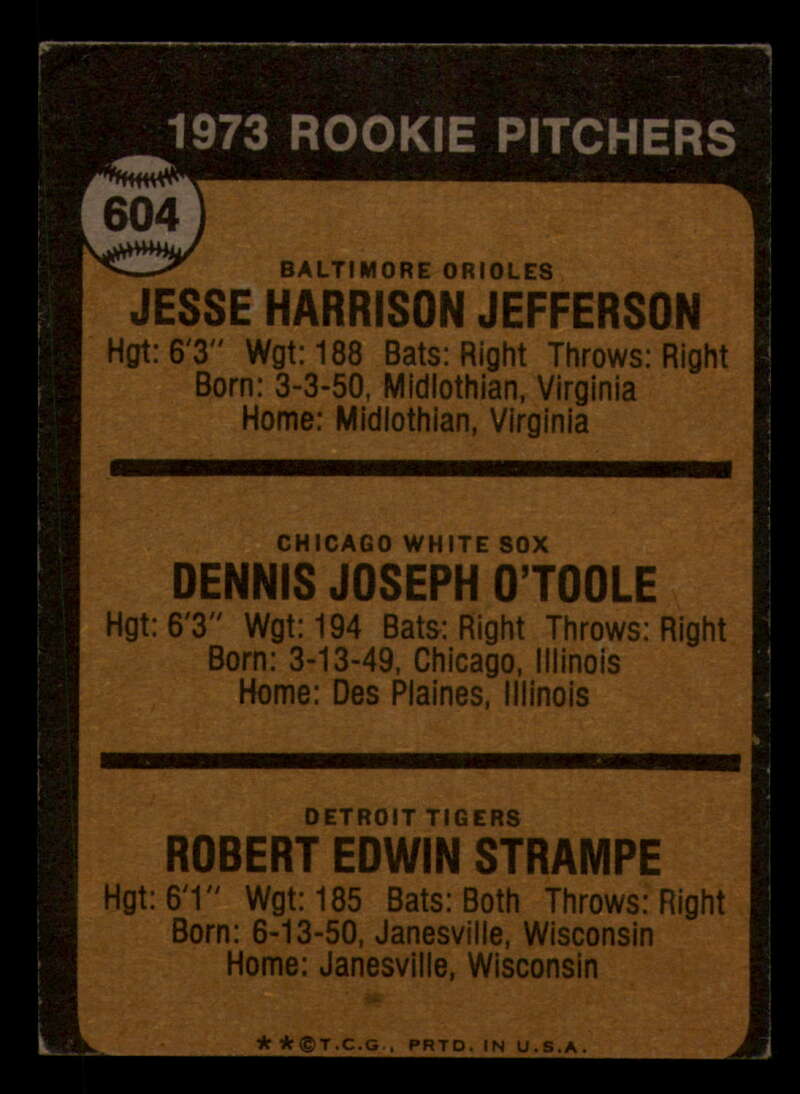 1973 ROOKIE PITCHERS
604
BALTIMORE ORIOLES
JESSE HARRISON JEFFERSON
Hgt: 6'3" Wgt: 188 Bats: Right Throws: Right
Born: 3-3-50, Midlothian, Virginia
Home: Midlothian, Virginia
CHICAGO WHITE SOX
DENNIS JOSEPH O'TOOLE
Hgt: 6'3" Wgt: 194 Bats: Right Throws: Right
Born: 3-13-49, Chicago, Illinois
Home: Des Plaines, Illinois
DETROIT TIGERS
ROBERT EDWIN STRAMPE
Hgt: 6'1" Wgt: 185 Bats: Both Throws: Right
Born: 6-13-50, Janesville, Wisconsin
Home: Janesville, Wisconsin
* *©T.C.G., PRTD. IN U.S.A.